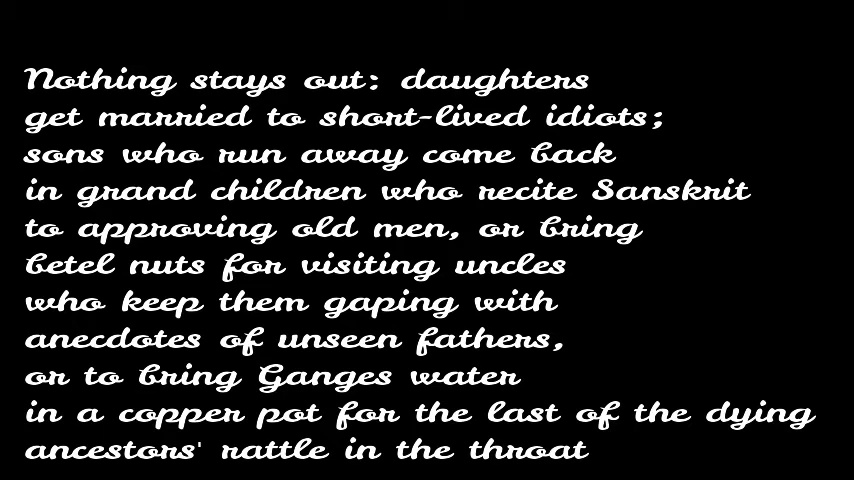 Nothing stays out: daughters
get married to short-lived idiots;
sons who run away come back
in grand children who recite Sanskrit
to approving old men, or bring
betel nuts for visiting uncles
who keep them gaping with
anecdotes of unseen fathers,
or to bring Ganges water
in a copper pot for the last of the dying
ancestors' rattle in the throat